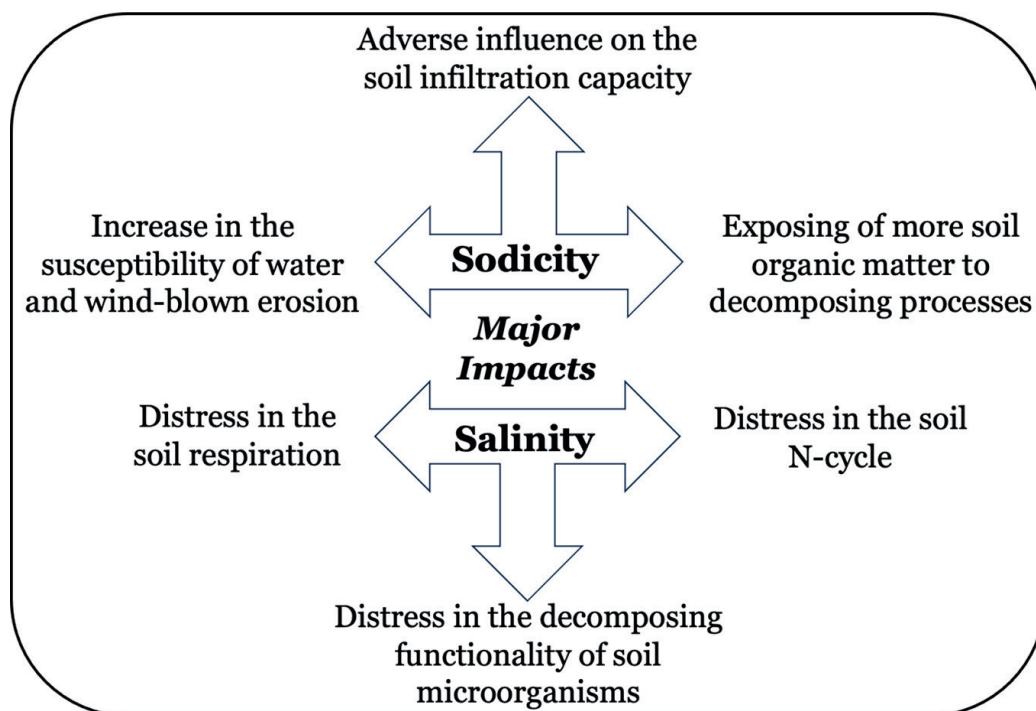 Adverse influence on the
soil infiltration capacity
Increase in the
susceptibility of water
and wind-blown erosion
Sodicity
Exposing of more soil
organic matter to
decomposing processes
Major
Impacts
Distress in the
soil respiration
Salinity
Distress in the soil
N-cycle
Distress in the decomposing
functionality of soil
microorganisms